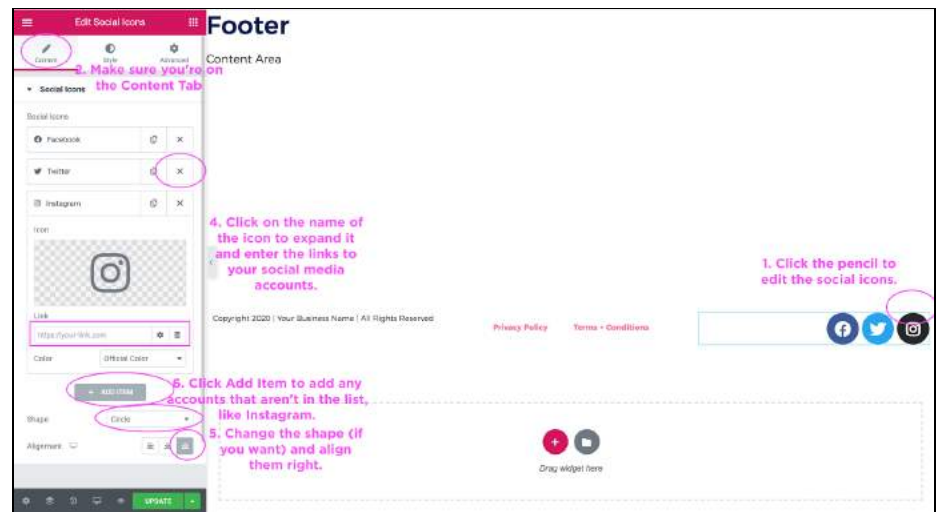 Edit Social Icons
Footer
Content
Style
Advanced
Content Area
2. Make sure you're on
the Content Tab
Social Icons
Social Icons
Facebook
Twitter
Instagram
Icon
4. Click on the name of
the icon to expand it
and enter the links to
your social media
accounts.
1. Click the pencil to
edit the social icons.
Link
https://your-link.com
Copyright 2020 | Your Business Name | All Rights Reserved
Privacy Policy
Terms + Conditions
Color
Official Color
+ ADD ITEM
6. Click Add Item to add any
accounts that aren't in the list,
like Instagram.
Shape
Circle
5. Change the shape (if
you want) and align
them right.
Alignment
Drag widget here
UPDATE